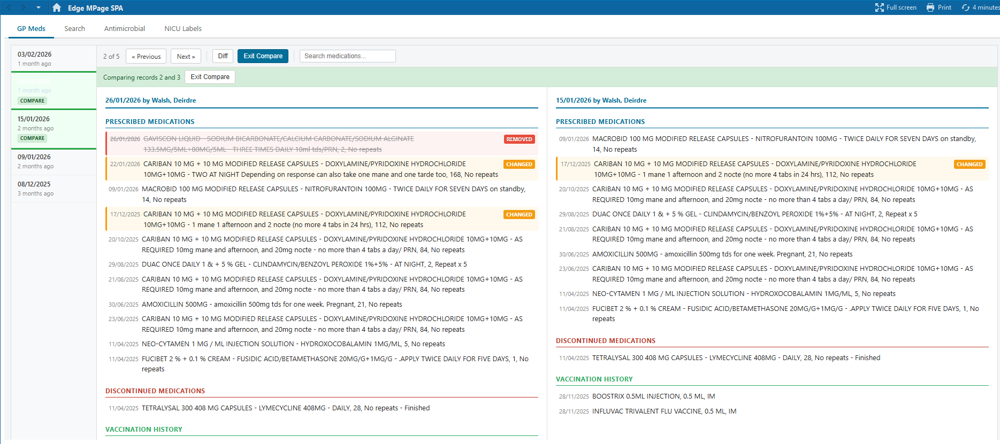 Edge MPage SPA
Full screen
Print
4 minutes
GP Meds
Search
Antimicrobial
NICU Labels
03/02/2026
1 month ago
26/01/2026
1 month ago
COMPARE
15/01/2026
2 months ago
COMPARE
09/01/2026
2 months ago
08/12/2025
3 months ago
2 of 5
« Previous
Next »
Diff
Exit Compare
Search medications...
Comparing records 2 and 3
Exit Compare
26/01/2026 by Walsh, Deirdre
PRESCRIBED MEDICATIONS
26/01/2026 GAVISCON LIQUID - SODIUM BICARBONATE/CALCIUM CARBONATE/SODIUM ALGINATE REMOVED
133.5MG/5ML+80MG/5ML - THREE TIMES DAILY 10ml tds/PRN, 2, No repeats
22/01/2026 CARIBAN 10 MG + 10 MG MODIFIED RELEASE CAPSULES - DOXYLAMINE/PYRIDOXINE HYDROCHLORIDE CHANGED
10MG+10MG - TWO AT NIGHT Depending on response can also take one mane and one tarde too, 168, No repeats
09/01/2026 MACROBID 100 MG MODIFIED RELEASE CAPSULES - NITROFURANTOIN 100MG - TWICE DAILY FOR SEVEN DAYS on standby,
14, No repeats
17/12/2025 CARIBAN 10 MG + 10 MG MODIFIED RELEASE CAPSULES - DOXYLAMINE/PYRIDOXINE HYDROCHLORIDE CHANGED
10MG+10MG - 1 mane 1 afternoon and 2 nocte (no more 4 tabs in 24 hrs), 112, No repeats
20/10/2025 CARIBAN 10 MG + 10 MG MODIFIED RELEASE CAPSULES - DOXYLAMINE/PYRIDOXINE HYDROCHLORIDE 10MG+10MG - AS
REQUIRED 10mg mane and afternoon, and 20mg nocte - no more than 4 tabs a day/ PRN, 84, No repeats
29/08/2025 DUAC ONCE DAILY 1 & + 5 % GEL - CLINDAMYCIN/BENZOYL PEROXIDE 1%+5% - AT NIGHT, 2, Repeat x 5
21/08/2025 CARIBAN 10 MG + 10 MG MODIFIED RELEASE CAPSULES - DOXYLAMINE/PYRIDOXINE HYDROCHLORIDE 10MG+10MG - AS
REQUIRED 10mg mane and afternoon, and 20mg nocte - no more than 4 tabs a day/ PRN, 84, No repeats
30/06/2025 AMOXICILLIN 500MG - amoxicillin 500mg tds for one week. Pregnant, 21, No repeats
23/06/2025 CARIBAN 10 MG + 10 MG MODIFIED RELEASE CAPSULES - DOXYLAMINE/PYRIDOXINE HYDROCHLORIDE 10MG+10MG - AS
REQUIRED 10mg mane and afternoon, and 20mg nocte - no more than 4 tabs a day/ PRN, 84, No repeats
11/04/2025 NEO-CYTAMEN 1 MG / ML INJECTION SOLUTION - HYDROXOCOBALAMIN 1MG/ML, 5, No repeats
11/04/2025 FUCIBET 2 % + 0.1 % CREAM - FUSIDIC ACID/BETAMETHASONE 20MG/G+1MG/G - .APPLY TWICE DAILY FOR FIVE DAYS, 1, No
repeats
DISCONTINUED MEDICATIONS
11/04/2025 TETRALYSAL 300 408 MG CAPSULES - LYMECYCLINE 408MG - DAILY, 28, No repeats - Finished
VACCINATION HISTORY
15/01/2026 by Walsh, Deirdre
PRESCRIBED MEDICATIONS
09/01/2026 MACROBID 100 MG MODIFIED RELEASE CAPSULES - NITROFURANTOIN 100MG - TWICE DAILY FOR SEVEN DAYS on standby,
14, No repeats
17/12/2025 CARIBAN 10 MG + 10 MG MODIFIED RELEASE CAPSULES - DOXYLAMINE/PYRIDOXINE HYDROCHLORIDE CHANGED
10MG+10MG - 1 mane 1 afternoon and 2 nocte (no more 4 tabs in 24 hrs), 112, No repeats
20/10/2025 CARIBAN 10 MG + 10 MG MODIFIED RELEASE CAPSULES - DOXYLAMINE/PYRIDOXINE HYDROCHLORIDE 10MG+10MG - AS
REQUIRED 10mg mane and afternoon, and 20mg nocte - no more than 4 tabs a day/ PRN, 84, No repeats
29/08/2025 DUAC ONCE DAILY 1 & + 5 % GEL - CLINDAMYCIN/BENZOYL PEROXIDE 1%+5% - AT NIGHT, 2, Repeat x 5
21/08/2025 CARIBAN 10 MG + 10 MG MODIFIED RELEASE CAPSULES - DOXYLAMINE/PYRIDOXINE HYDROCHLORIDE 10MG+10MG - AS
REQUIRED 10mg mane and afternoon, and 20mg nocte - no more than 4 tabs a day/ PRN, 84, No repeats
30/06/2025 AMOXICILLIN 500MG - amoxicillin 500mg tds for one week. Pregnant, 21, No repeats
23/06/2025 CARIBAN 10 MG + 10 MG MODIFIED RELEASE CAPSULES - DOXYLAMINE/PYRIDOXINE HYDROCHLORIDE 10MG+10MG - AS
REQUIRED 10mg mane and afternoon, and 20mg nocte - no more than 4 tabs a day/ PRN, 84, No repeats
11/04/2025 NEO-CYTAMEN 1 MG / ML INJECTION SOLUTION - HYDROXOCOBALAMIN 1MG/ML, 5, No repeats
11/04/2025 FUCIBET 2 % + 0.1 % CREAM - FUSIDIC ACID/BETAMETHASONE 20MG/G+1MG/G - .APPLY TWICE DAILY FOR FIVE DAYS, 1, No
repeats
DISCONTINUED MEDICATIONS
11/04/2025 TETRALYSAL 300 408 MG CAPSULES - LYMECYCLINE 408MG - DAILY, 28, No repeats - Finished
VACCINATION HISTORY
28/11/2025 BOOSTRIX 0.5ML INJECTION, 0.5 ML, IM
28/11/2025 INFLUVAC TRIVALENT FLU VACCINE, 0.5 ML, IM